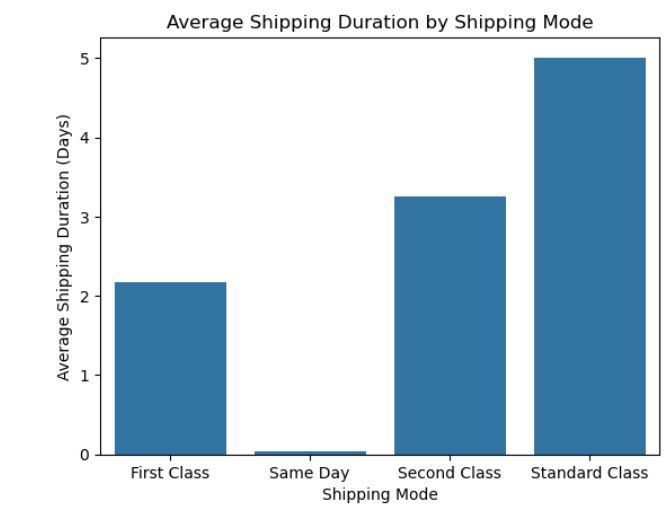 Average Shipping Duration by Shipping Mode
Average Shipping Duration (Days)
5
4
3
2
1
0
First Class Same Day Second Class Standard Class
Shipping Mode